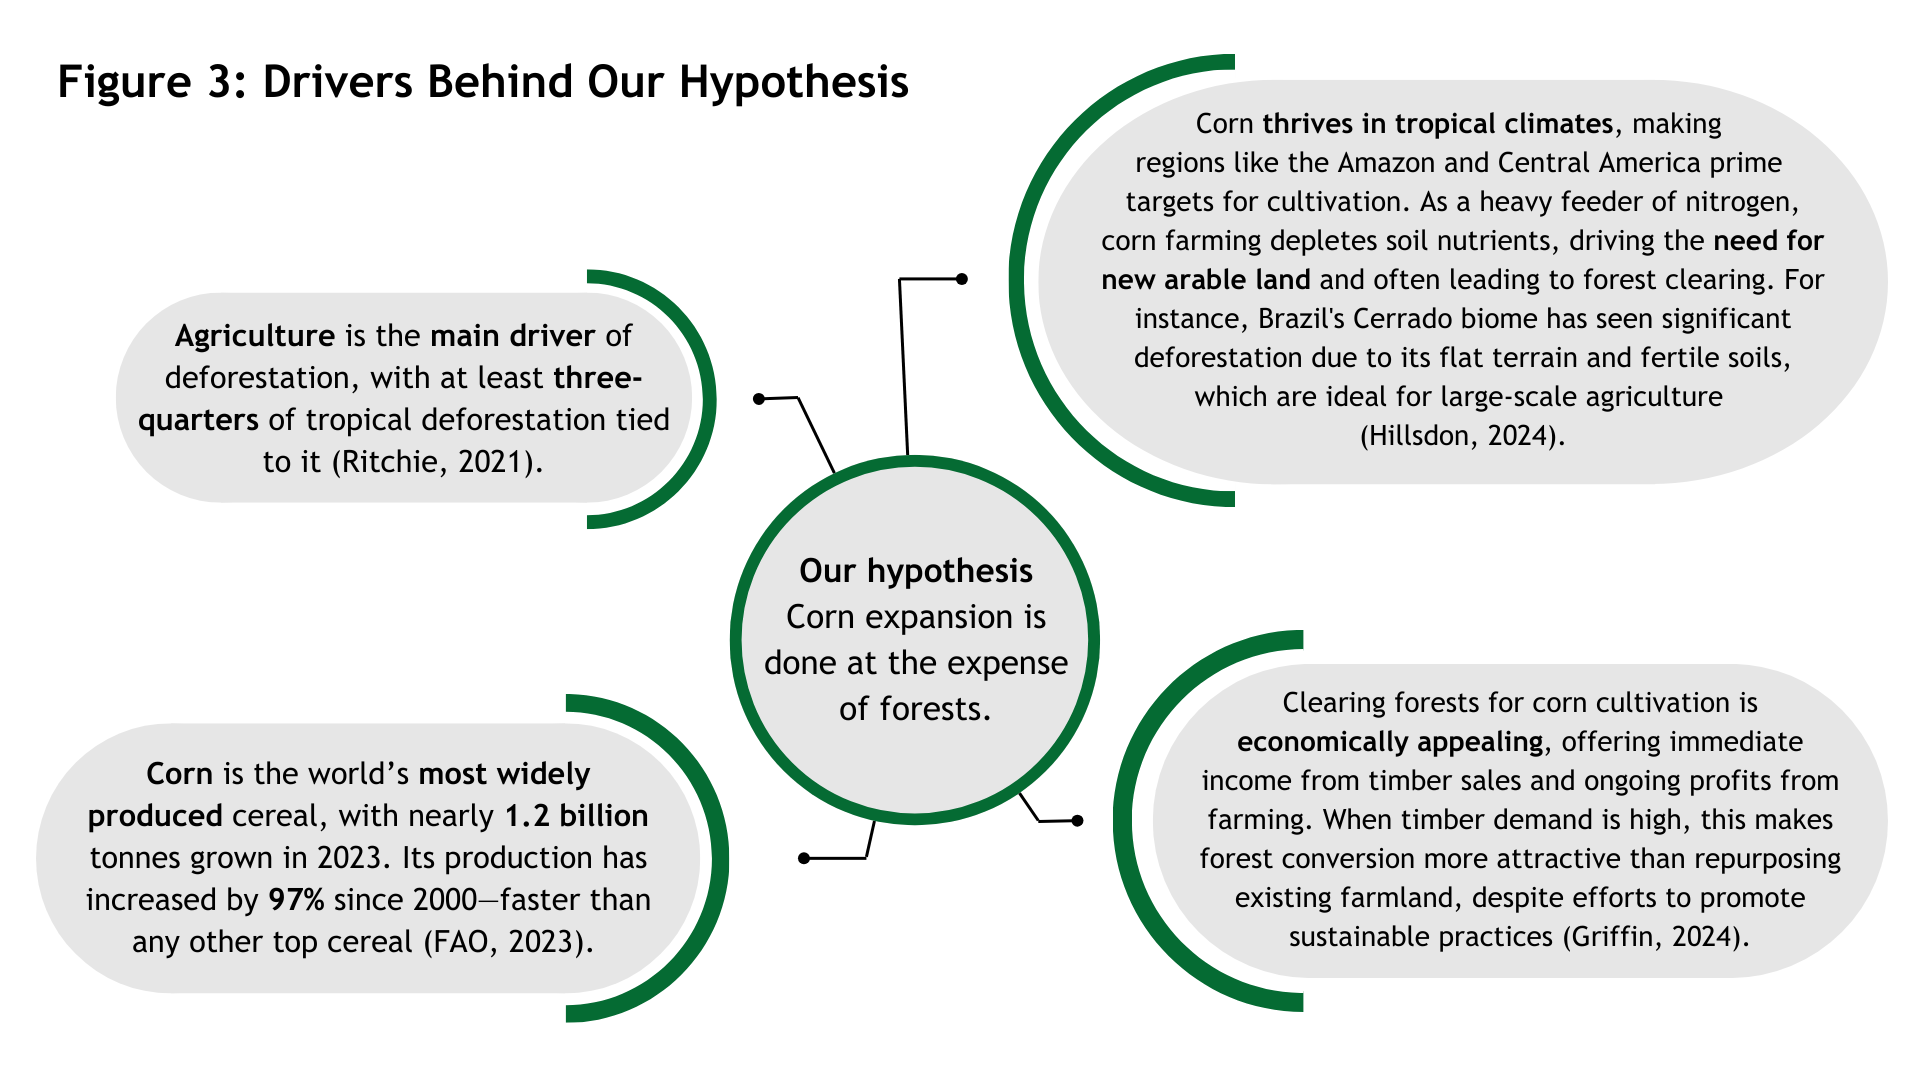 Figure 3: Drivers Behind Our Hypothesis
Agriculture is the main driver of
deforestation, with at least three-
quarters of tropical deforestation tied
to it (Ritchie, 2021).
Corn thrives in tropical climates, making
regions like the Amazon and Central America prime
targets for cultivation. As a heavy feeder of nitrogen,
corn farming depletes soil nutrients, driving the need for
new arable land and often leading to forest clearing. For
instance, Brazil's Cerrado biome has seen significant
deforestation due to its flat terrain and fertile soils,
which are ideal for large-scale agriculture
(Hillsdon, 2024).
Our hypothesis
Corn expansion is
done at the expense
of forests.
Corn is the world’s most widely
produced cereal, with nearly 1.2 billion
tonnes grown in 2023. Its production has
increased by 97% since 2000—faster than
any other top cereal (FAO, 2023).
Clearing forests for corn cultivation is
economically appealing, offering immediate
income from timber sales and ongoing profits from
farming. When timber demand is high, this makes
forest conversion more attractive than repurposing
existing farmland, despite efforts to promote
sustainable practices (Griffin, 2024).